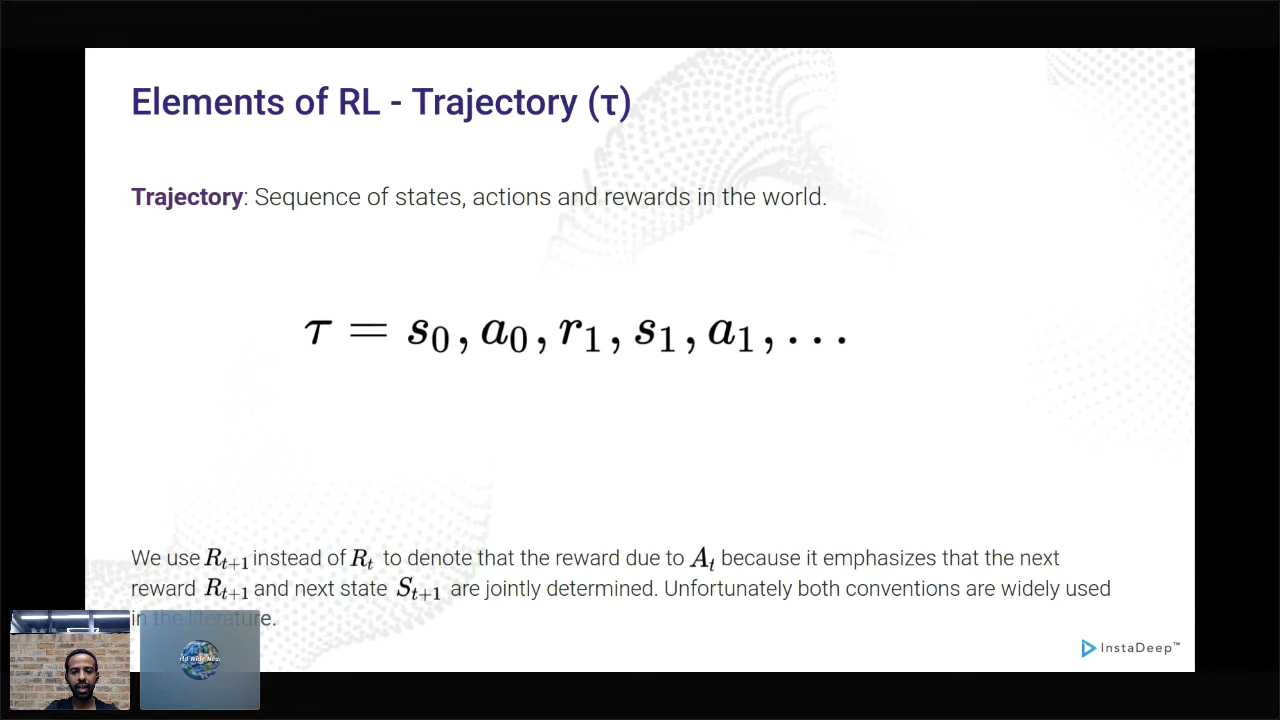 Elements of RL - Trajectory (τ)
Trajectory: Sequence of states, actions and rewards in the world.
τ = s₀, a₀, r₁, s₁, a₁, . . .
We use Rₜ₊₁ instead of Rₜ to denote that the reward due to Aₜ because it emphasizes that the next
reward Rₜ₊₁ and next state Sₜ₊₁ are jointly determined. Unfortunately both conventions are widely used
in the literature.
InstaDeep™